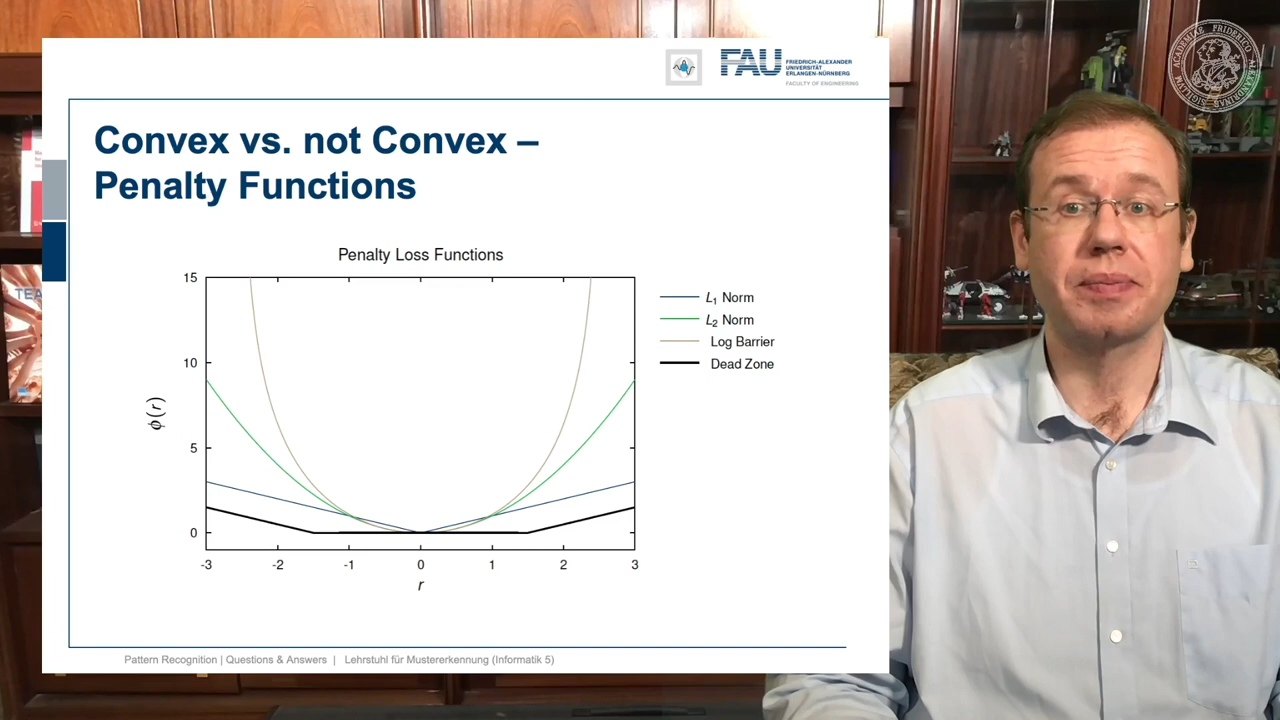 FAU
FRIEDRICH-ALEXANDER
UNIVERSITÄT
ERLANGEN-NÜRNBERG
FACULTY OF ENGINEERING
Convex vs. not Convex –
Penalty Functions
Penalty Loss Functions
15
10
5
0
-3 -2 -1 0 1 2 3
ϕ(r)
r
L₁ Norm
L₂ Norm
Log Barrier
Dead Zone
Pattern Recognition | Questions & Answers | Lehrstuhl für Mustererkennung (Informatik 5)
TEA